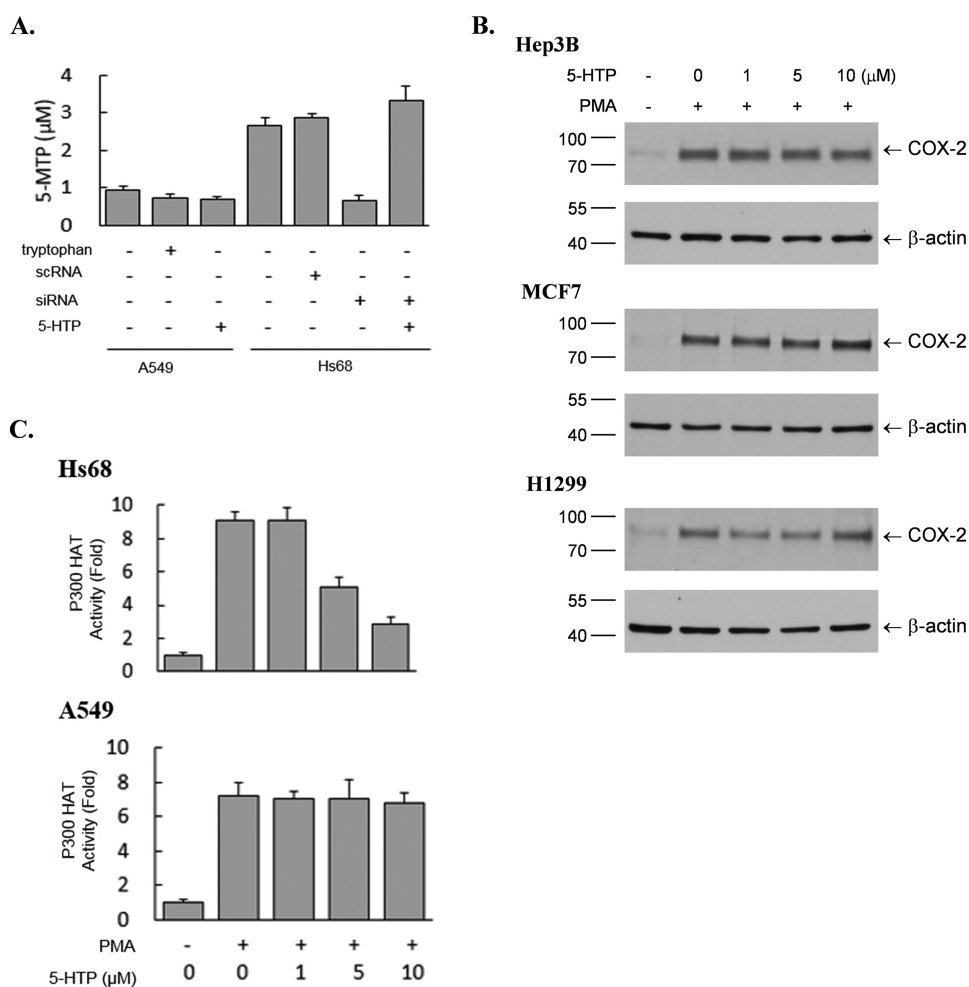 A.
4
3
2
1
0
5-MTP (μM)
tryptophan - + - - - - -
scRNA - - - - + - -
siRNA - - - - - + +
5-HTP - - + - - - +
A549 Hs68
B.
Hep3B
5-HTP - 0 1 5 10 (μM)
PMA - + + + +
100
70
← COX-2
55
40
← β-actin
MCF7
100
70
← COX-2
55
40
← β-actin
H1299
100
70
← COX-2
55
40
← β-actin
C.
Hs68
10
8
6
4
2
0
P300 HAT
Activity (Fold)
A549
10
8
6
4
2
0
P300 HAT
Activity (Fold)
PMA - + + + +
5-HTP (μM) 0 0 1 5 10